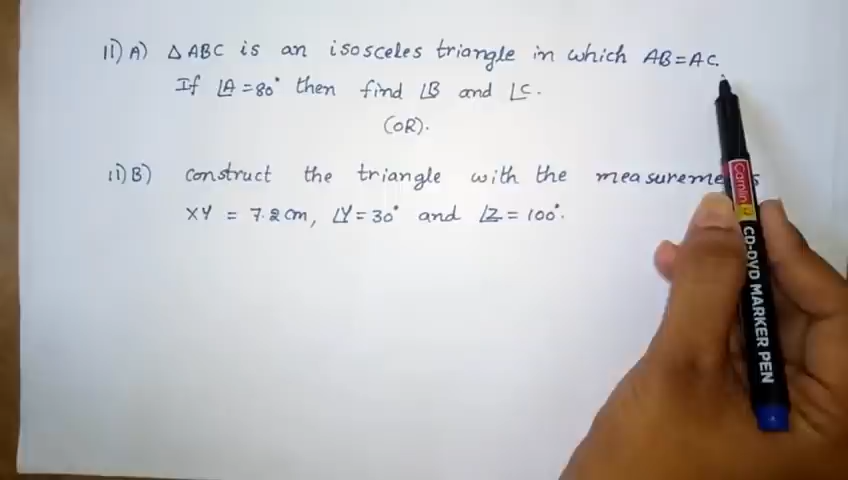 11) A) △ ABC is an isosceles triangle in which AB = AC.
If ∠A = 80° then find ∠B and ∠C.
(OR).
11) B) construct the triangle with the
XY = 7.2 cm, ∠Y = 30° and ∠Z = 100°.
Camlin
CD-DVD MARKER PEN